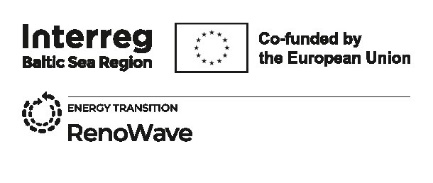 Interreg
Baltic Sea Region
Co-funded by
the European Union
ENERGY TRANSITION
RenoWave